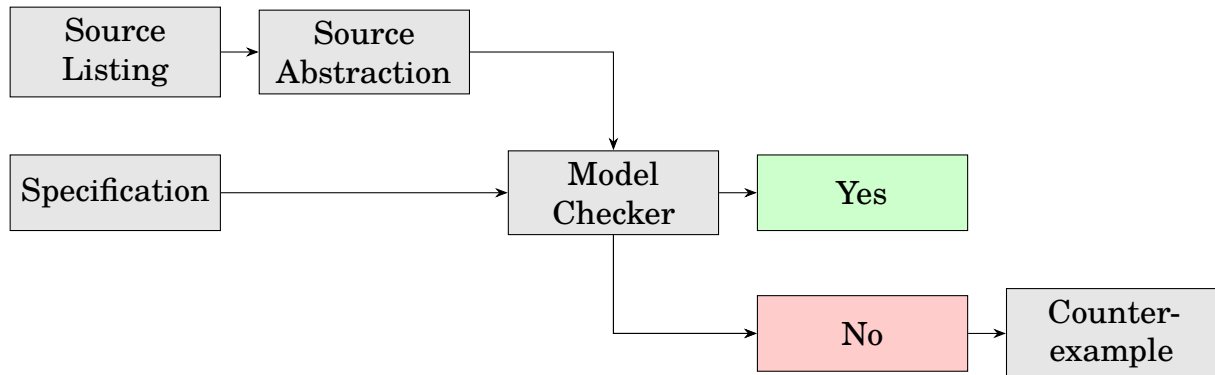 Source
Listing
Source
Abstraction
Specification
Model
Checker
Yes
No
Counter-
example